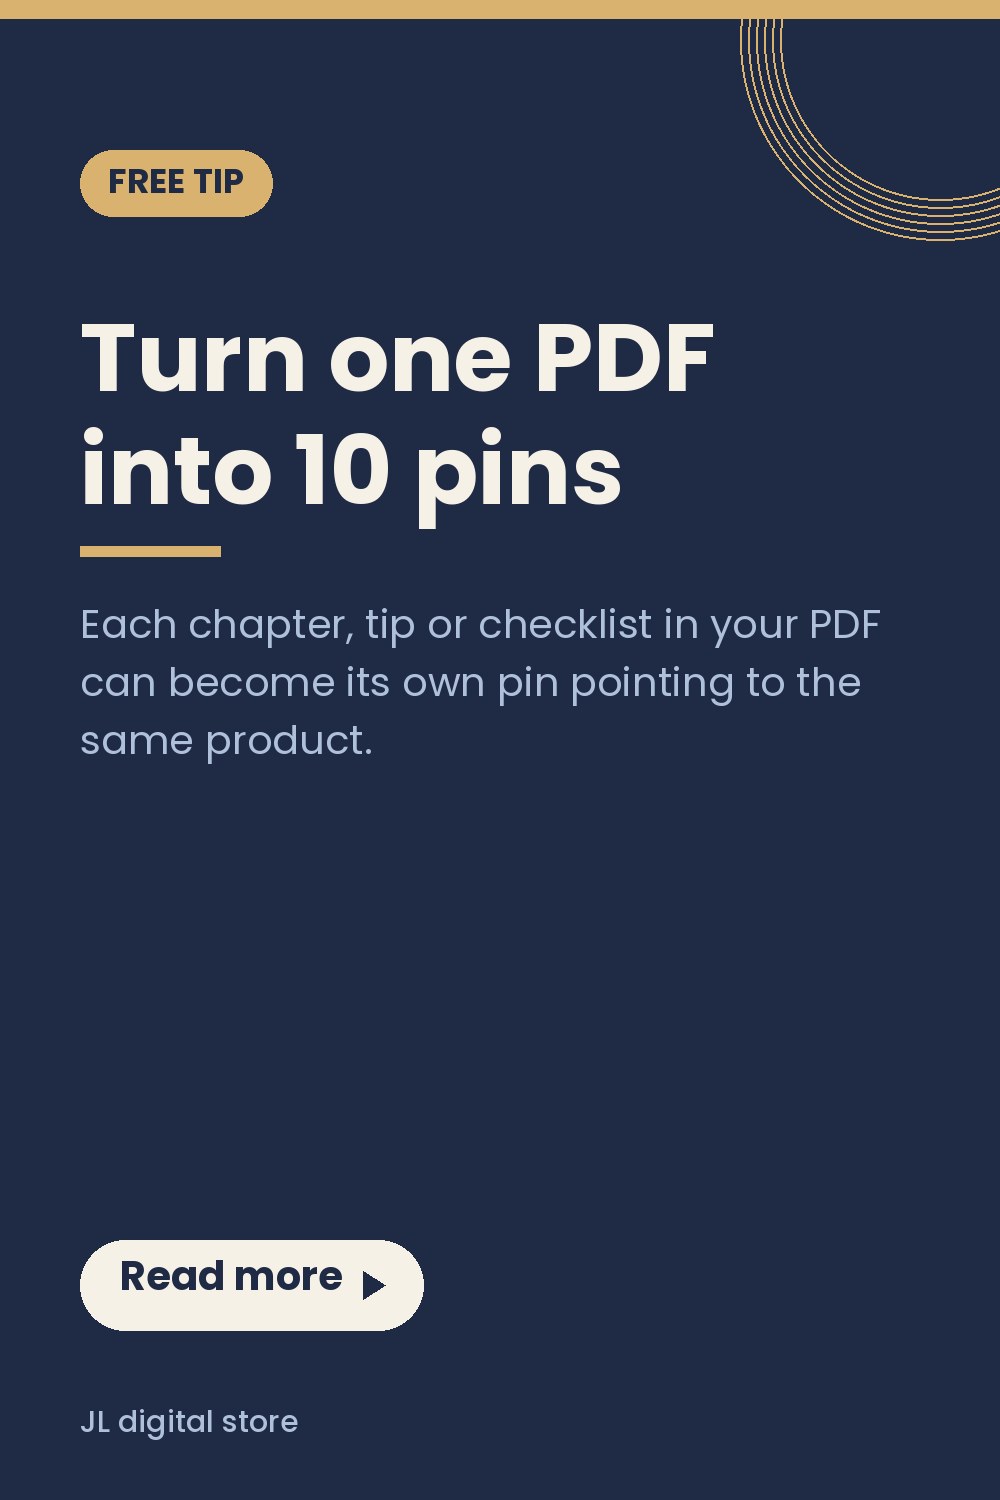 FREE TIP
Turn one PDF
into 10 pins
Each chapter, tip or checklist in your PDF
can become its own pin pointing to the
same product.
Read more
JL digital store